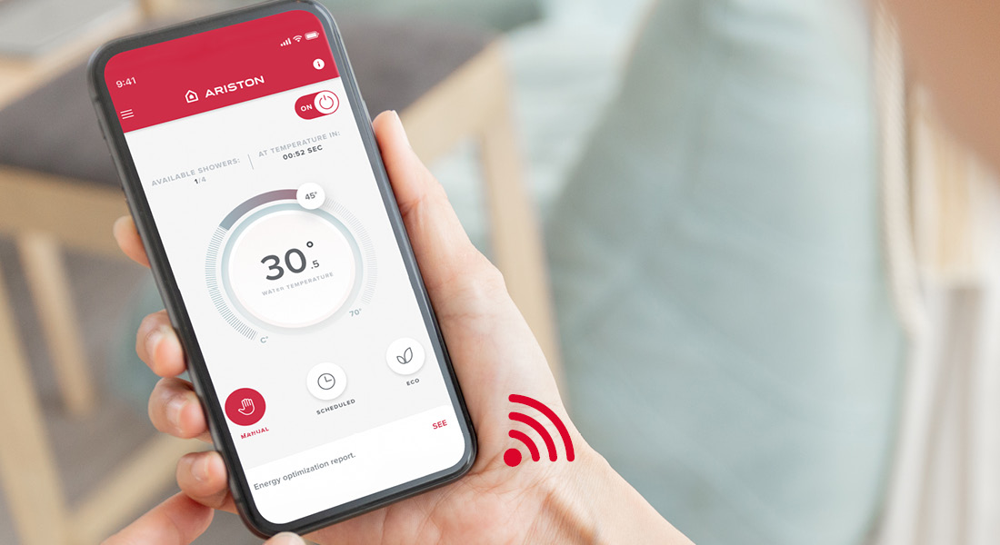 9:41
ARISTON
ON
AVAILABLE SHOWERS:
1/4
AT TEMPERATURE IN:
00:52 SEC
45°
30°.5
WATER TEMPERATURE
C°
70°
MANUAL
SCHEDULED
ECO
Energy optimization report.
SEE